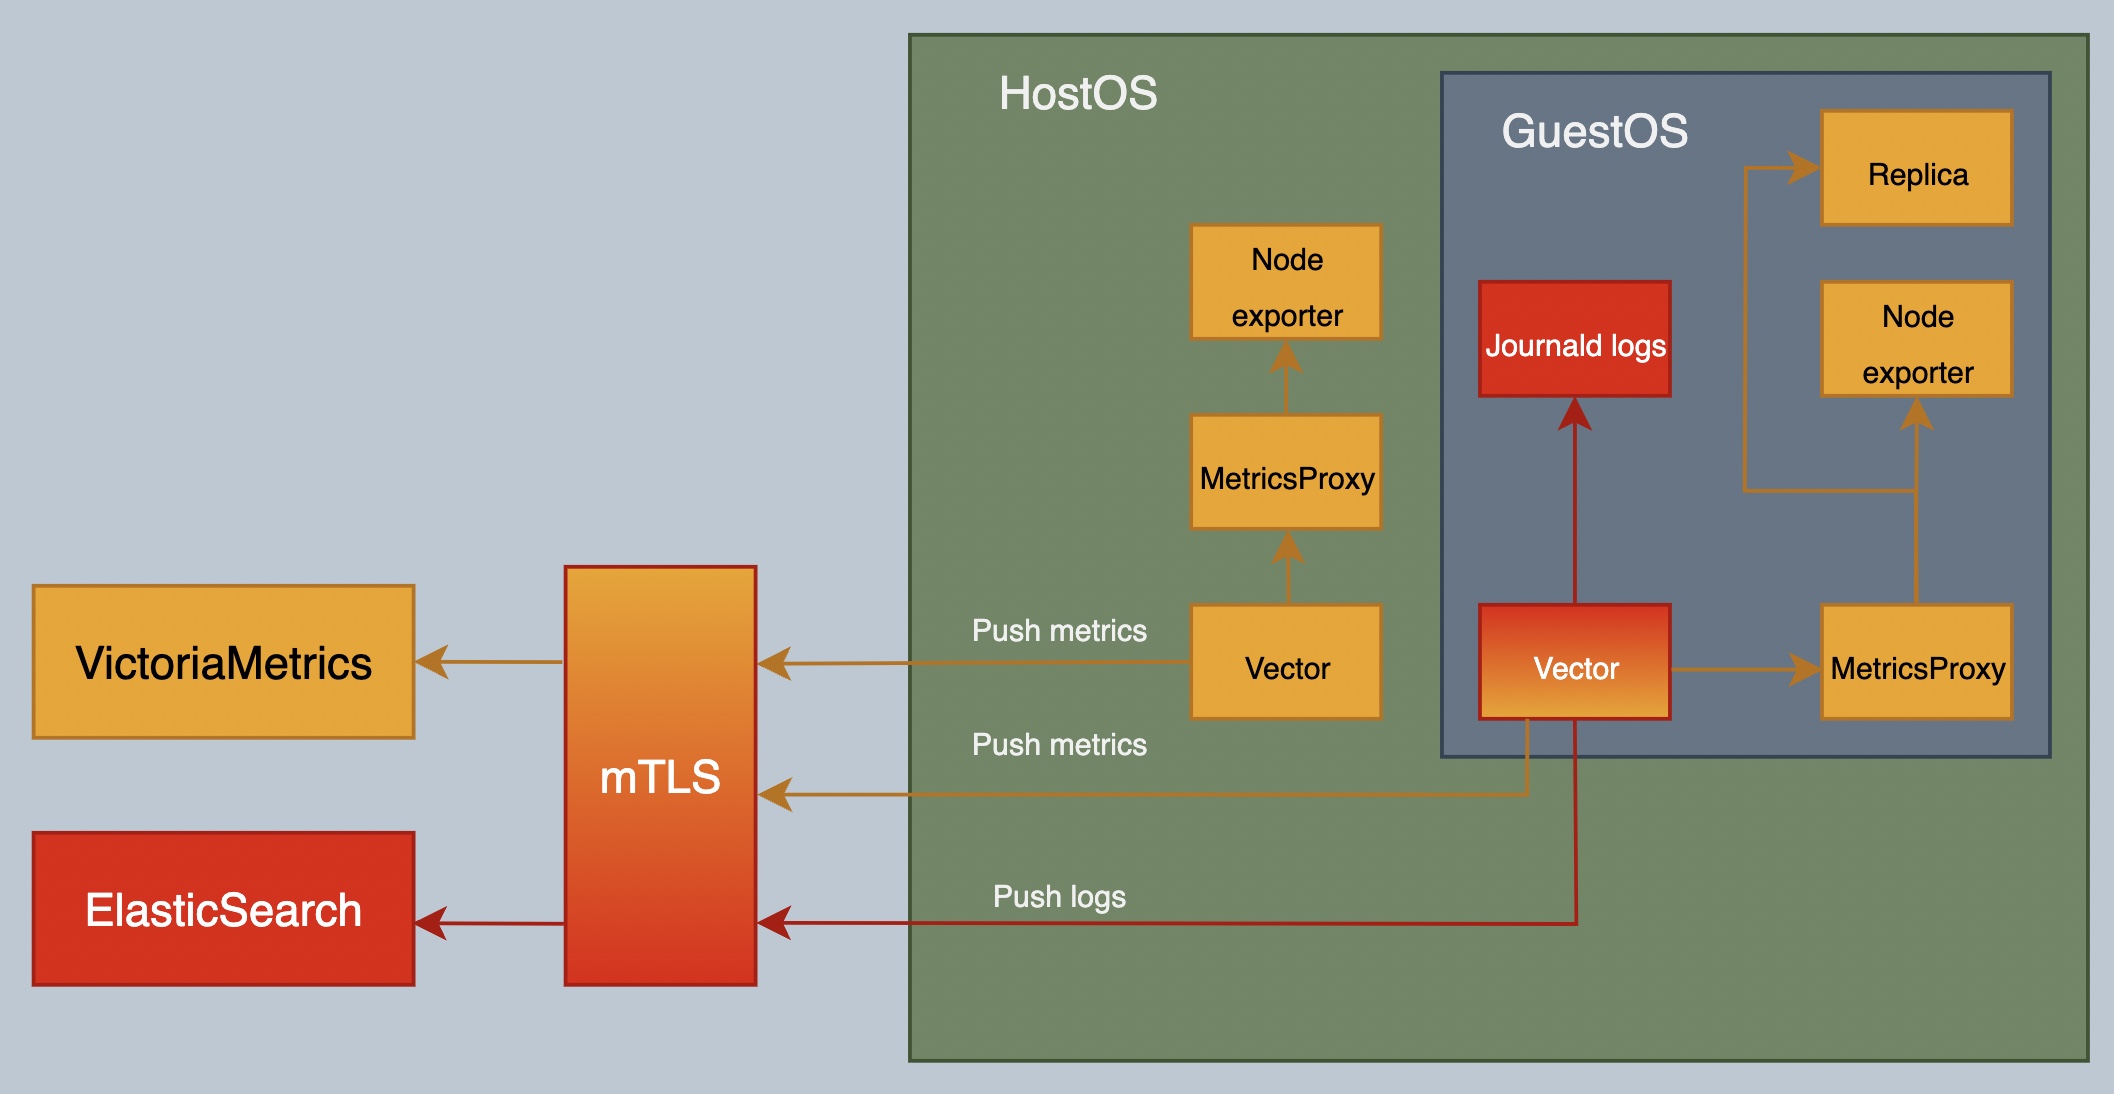 HostOS
GuestOS
Replica
Node
exporter
Node
exporter
Journald logs
MetricsProxy
Push metrics
VictoriaMetrics
Vector
Vector
MetricsProxy
Push metrics
mTLS
Push logs
ElasticSearch